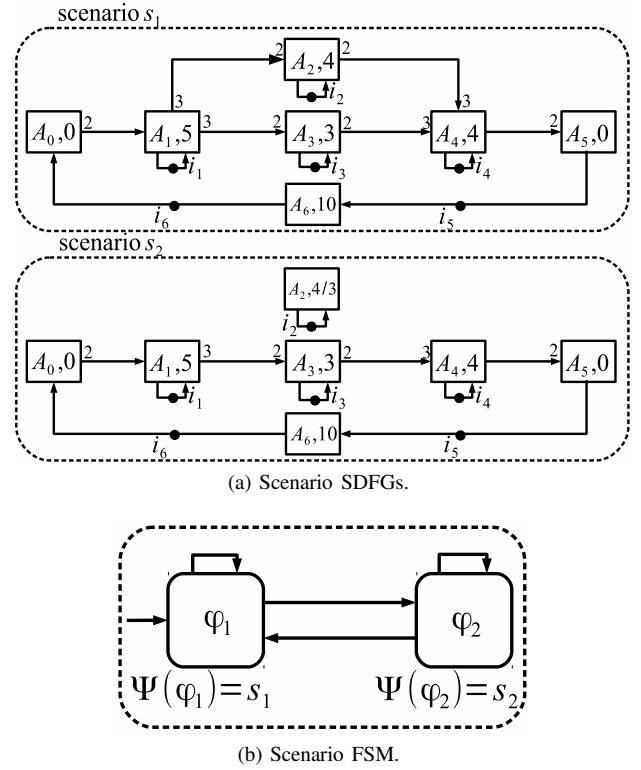 scenario s₁
2 A₂,4 2
i₂
3 3
A₀,0 2 A₁,5 3 2 A₃,3 2 3 A₄,4 2 A₅,0
i₁ i₃ i₄
A₆,10
i₆ i₅
scenario s₂
A₂,4/3
i₂
A₀,0 2 A₁,5 3 2 A₃,3 2 3 A₄,4 2 A₅,0
i₁ i₃ i₄
A₆,10
i₆ i₅
(a) Scenario SDFGs.
φ₁ φ₂
Ψ(φ₁)=s₁ Ψ(φ₂)=s₂
(b) Scenario FSM.